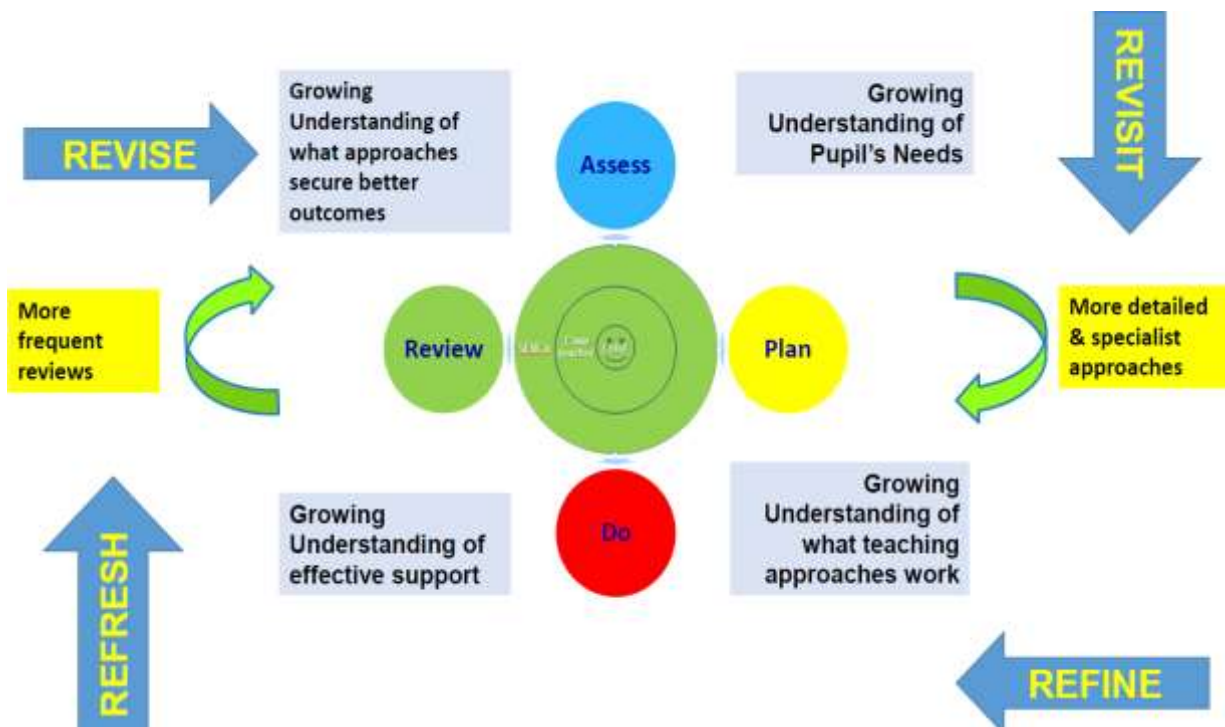 REVISE
Growing
Understanding of
what approaches
secure better
outcomes
Assess
Growing
Understanding of
Pupil's Needs
REVISIT
More
frequent
reviews
Review
Plan
More detailed
& specialist
approaches
REFRESH
Growing
Understanding of
effective support
Do
Growing
Understanding of
what teaching
approaches work
REFINE